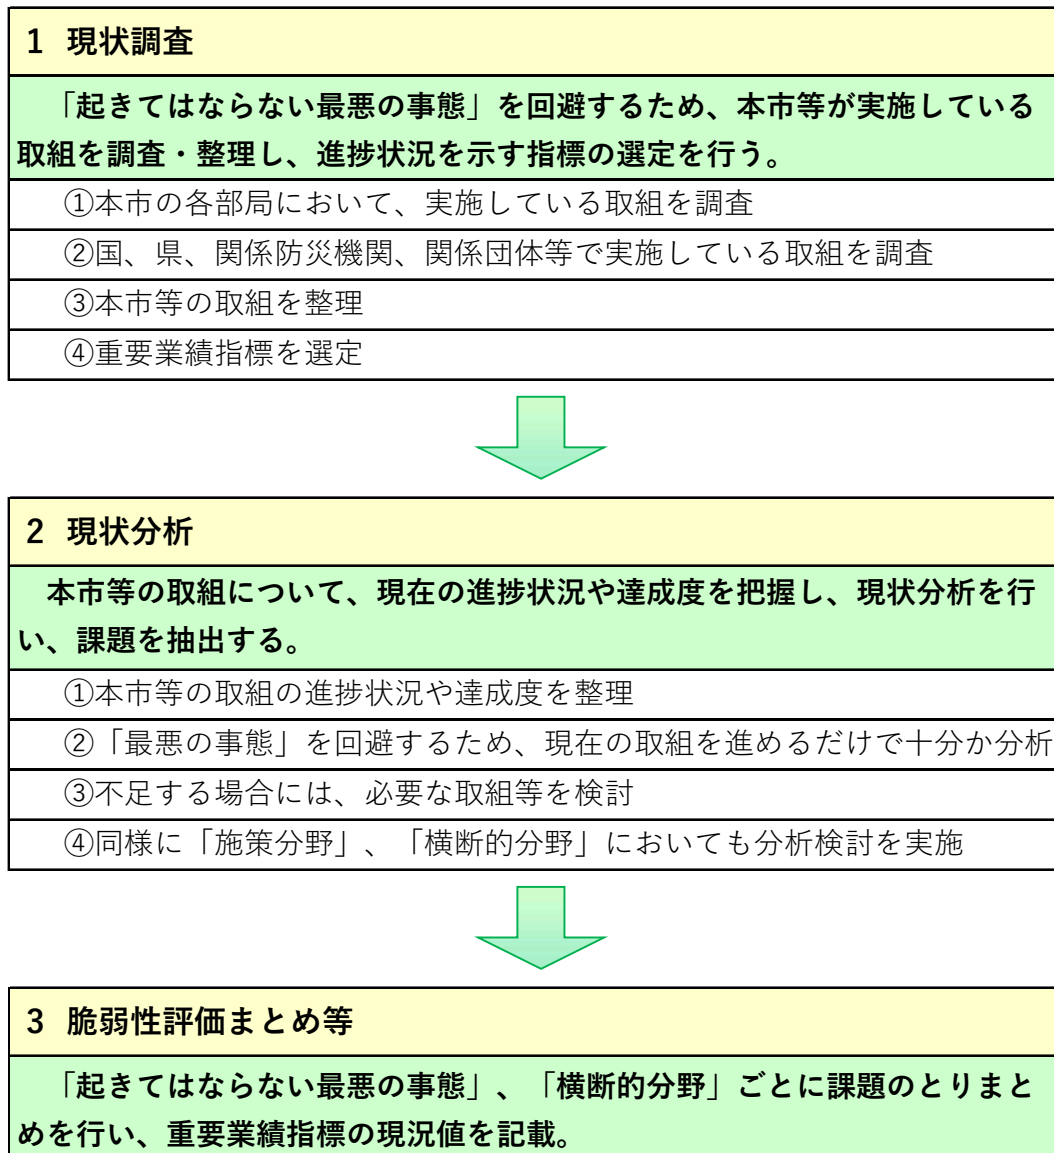 1 現状調査
「起きてはならない最悪の事態」を回避するため、本市等が実施している
取組を調査・整理し、進捗状況を示す指標の選定を行う。
①本市の各部局において、実施している取組を調査
②国、県、関係防災機関、関係団体等で実施している取組を調査
③本市等の取組を整理
④重要業績指標を選定
2 現状分析
本市等の取組について、現在の進捗状況や達成度を把握し、現状分析を行
い、課題を抽出する。
①本市等の取組の進捗状況や達成度を整理
②「最悪の事態」を回避するため、現在の取組を進めるだけで十分か分析
③不足する場合には、必要な取組等を検討
④同様に「施策分野」、「横断的分野」においても分析検討を実施
3 脆弱性評価まとめ等
「起きてはならない最悪の事態」、「横断的分野」ごとに課題のとりまと
めを行い、重要業績指標の現況値を記載。